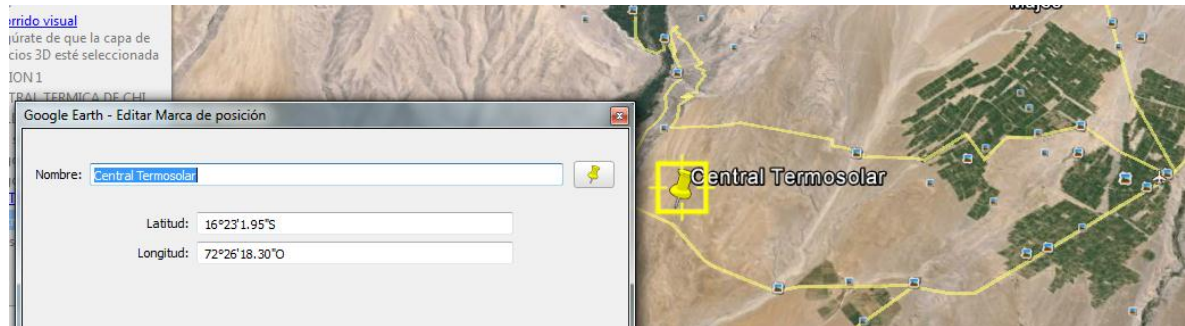 orrido visual
gúrate de que la capa de
cios 3D esté seleccionada
ION 1
TRAL TERMICA DE CHI
Google Earth - Editar Marca de posición
Nombre: Central Termosolar
Latitud: 16°23'1.95"S
Longitud: 72°26'18.30"O
Central Termosolar